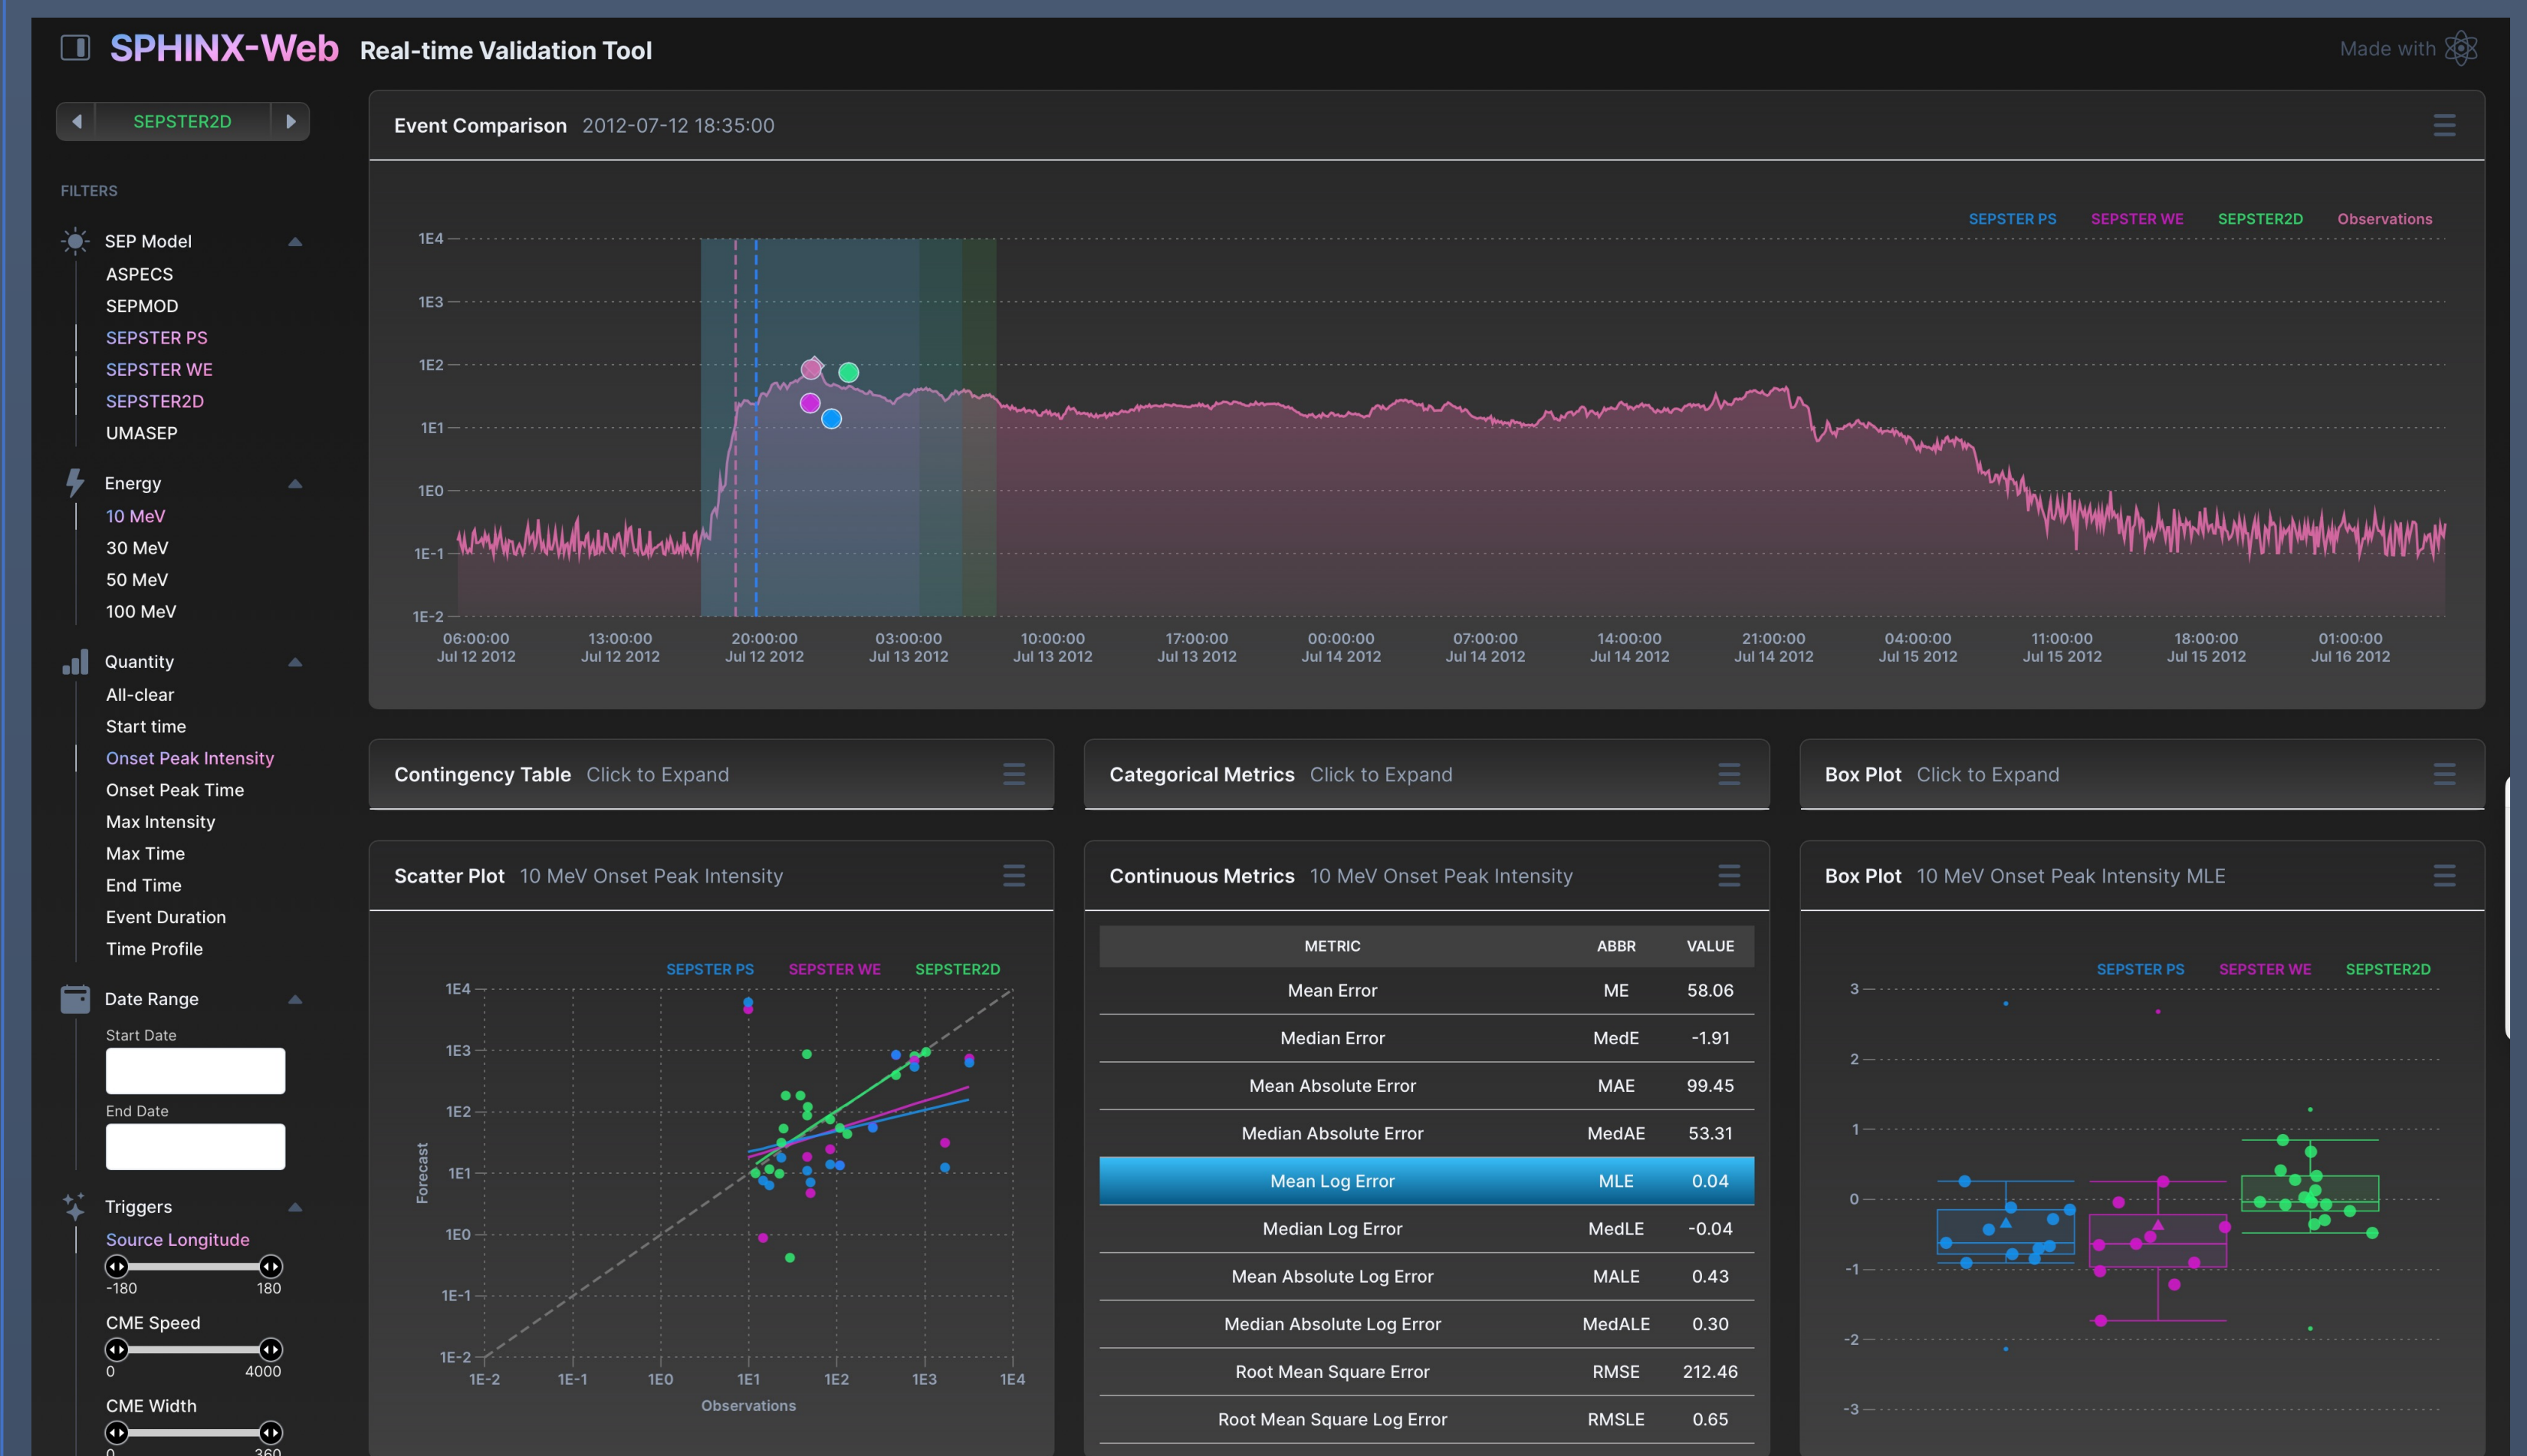 SPHINX-Web Real-time Validation Tool
Made with
SEPSTER2D
FILTERS
SEP Model
ASPECS
SEPMOD
SEPSTER PS
SEPSTER WE
SEPSTER2D
UMASEP
Energy
10 MeV
30 MeV
50 MeV
100 MeV
Quantity
All-clear
Start time
Onset Peak Intensity
Onset Peak Time
Max Intensity
Max Time
End Time
Event Duration
Time Profile
Date Range
Start Date
End Date
Triggers
Source Longitude
-180 180
CME Speed
0 4000
CME Width
0 360
Event Comparison 2012-07-12 18:35:00
SEPSTER PS SEPSTER WE SEPSTER2D Observations
1E4
1E3
1E2
1E1
1E0
1E-1
1E-2
06:00:00 13:00:00 20:00:00 03:00:00 10:00:00 17:00:00 00:00:00 07:00:00 14:00:00 21:00:00 04:00:00 11:00:00 18:00:00 01:00:00
Jul 12 2012 Jul 12 2012 Jul 12 2012 Jul 13 2012 Jul 13 2012 Jul 13 2012 Jul 14 2012 Jul 14 2012 Jul 14 2012 Jul 14 2012 Jul 15 2012 Jul 15 2012 Jul 15 2012 Jul 16 2012
Contingency Table Click to Expand
Categorical Metrics Click to Expand
Box Plot Click to Expand
Scatter Plot 10 MeV Onset Peak Intensity
SEPSTER PS SEPSTER WE SEPSTER2D
1E4
1E3
1E2
1E1
1E0
1E-1
1E-2
Forecast
1E-2 1E-1 1E0 1E1 1E2 1E3 1E4
Observations
Continuous Metrics 10 MeV Onset Peak Intensity
METRIC ABBR VALUE
Mean Error ME 58.06
Median Error MedE -1.91
Mean Absolute Error MAE 99.45
Median Absolute Error MedAE 53.31
Mean Log Error MLE 0.04
Median Log Error MedLE -0.04
Mean Absolute Log Error MALE 0.43
Median Absolute Log Error MedALE 0.30
Root Mean Square Error RMSE 212.46
Root Mean Square Log Error RMSLE 0.65
Box Plot 10 MeV Onset Peak Intensity MLE
SEPSTER PS SEPSTER WE SEPSTER2D
3
2
1
0
-1
-2
-3